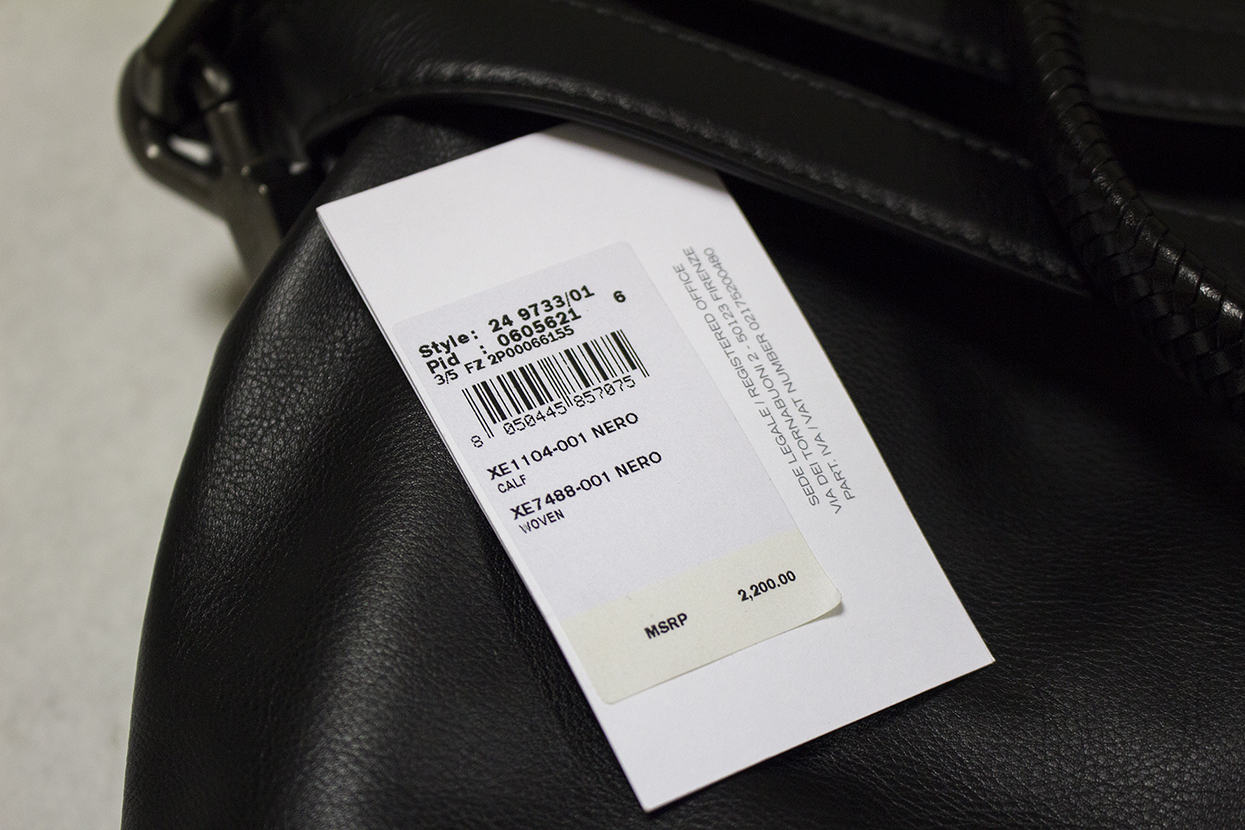 Style: 24 9733/01 6
Pid : 0605621
3/5 FZ 2P00066155
8 050445 857075
XE1104-001 NERO
CALF
XE7488-001 NERO
WOVEN
MSRP 2,200.00
SEDE LEGALE / REGISTERED OFFICE
VIA DEI TORNABUONI 2 - 50123 FIRENZE
PART. IVA / VAT NUMBER 02175200480